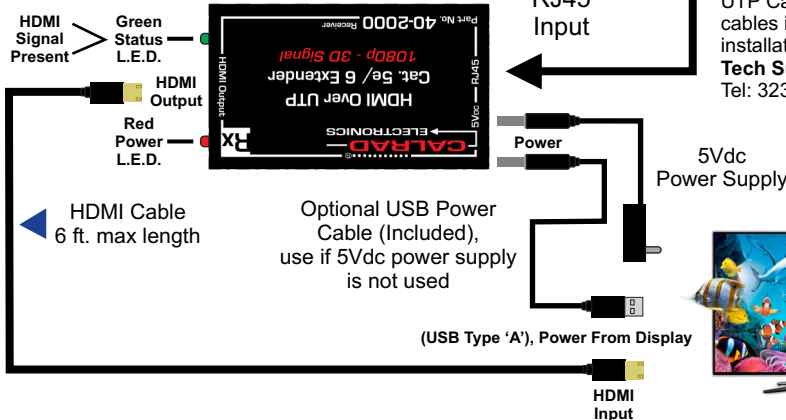 HDMI
Signal
Present
Green
Status
L.E.D.
HDMI
Output
Red
Power
L.E.D.
Part No. 40-2000 Receiver
1080p - 3D Signal
Cat. 5e / 6 Extender
HDMI Over UTP
CALRAD
ELECTRONICS
Rx
HDMI Output
5VDC
RJ45
RJ45
Input
UTP Ca
cables i
installat
Tech Su
Tel: 323
Power
5Vdc
Power Supply
HDMI Cable
6 ft. max length
Optional USB Power
Cable (Included),
use if 5Vdc power supply
is not used
(USB Type ‘A’), Power From Display
HDMI
Input